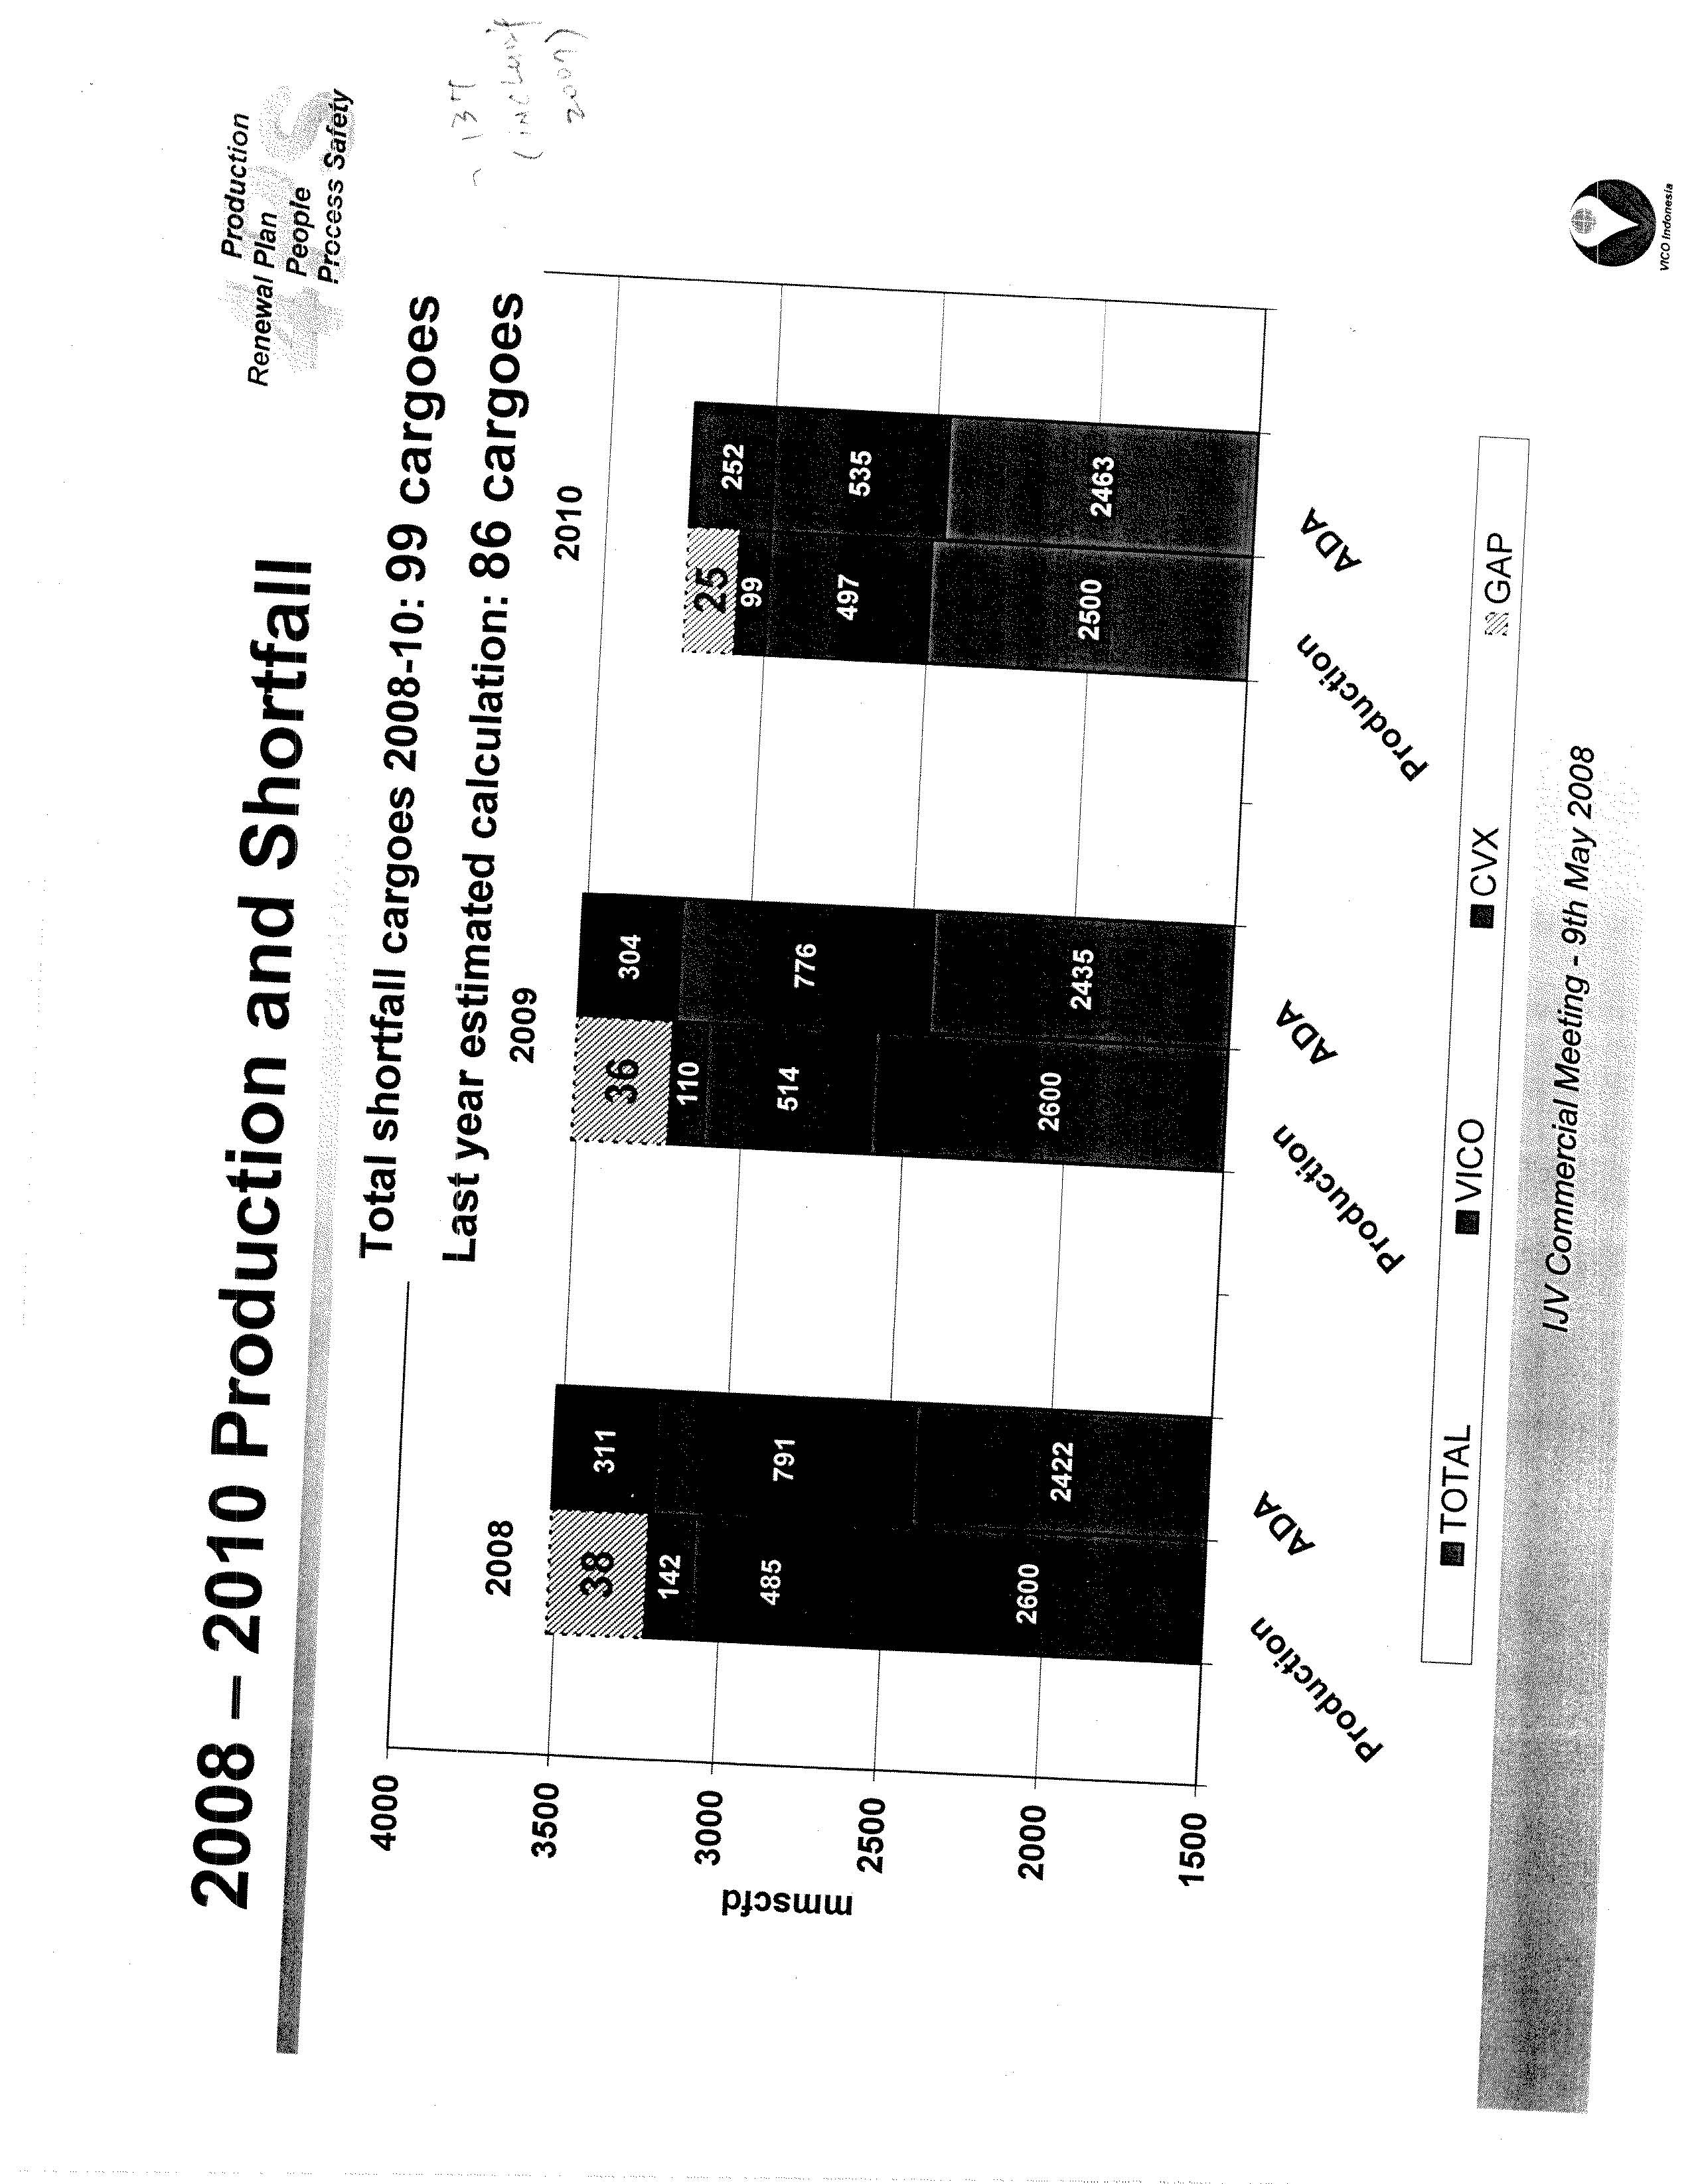 2008 – 2010 Production and Shortfall
Production
Renewal Plan
People
Process Safety
4PS
Total shortfall cargoes 2008-10: 99 cargoes
Last year estimated calculation: 86 cargoes
~ 137
2008
2009
2010
4000
3500
3000
2500
2000
1500
mmscfd
38
142
485
2600
311
791
2422
36
110
514
2600
304
776
2435
25
99
497
2500
252
535
2463
Production
ADA
Production
ADA
Production
ADA
TOTAL
VICO
CVX
GAP
IJV Commercial Meeting - 9th May 2008
VICO Indonesia